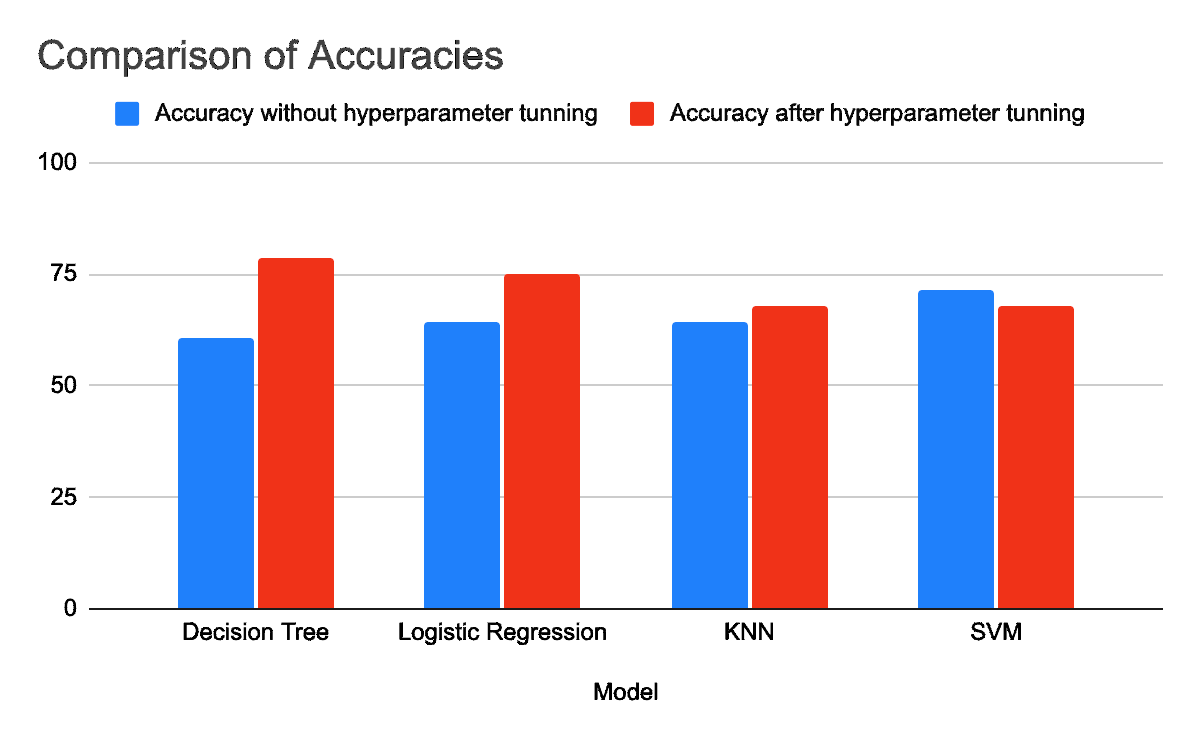 Comparison of Accuracies
Accuracy without hyperparameter tunning Accuracy after hyperparameter tunning
100
75
50
25
0
Decision Tree Logistic Regression KNN SVM
Model